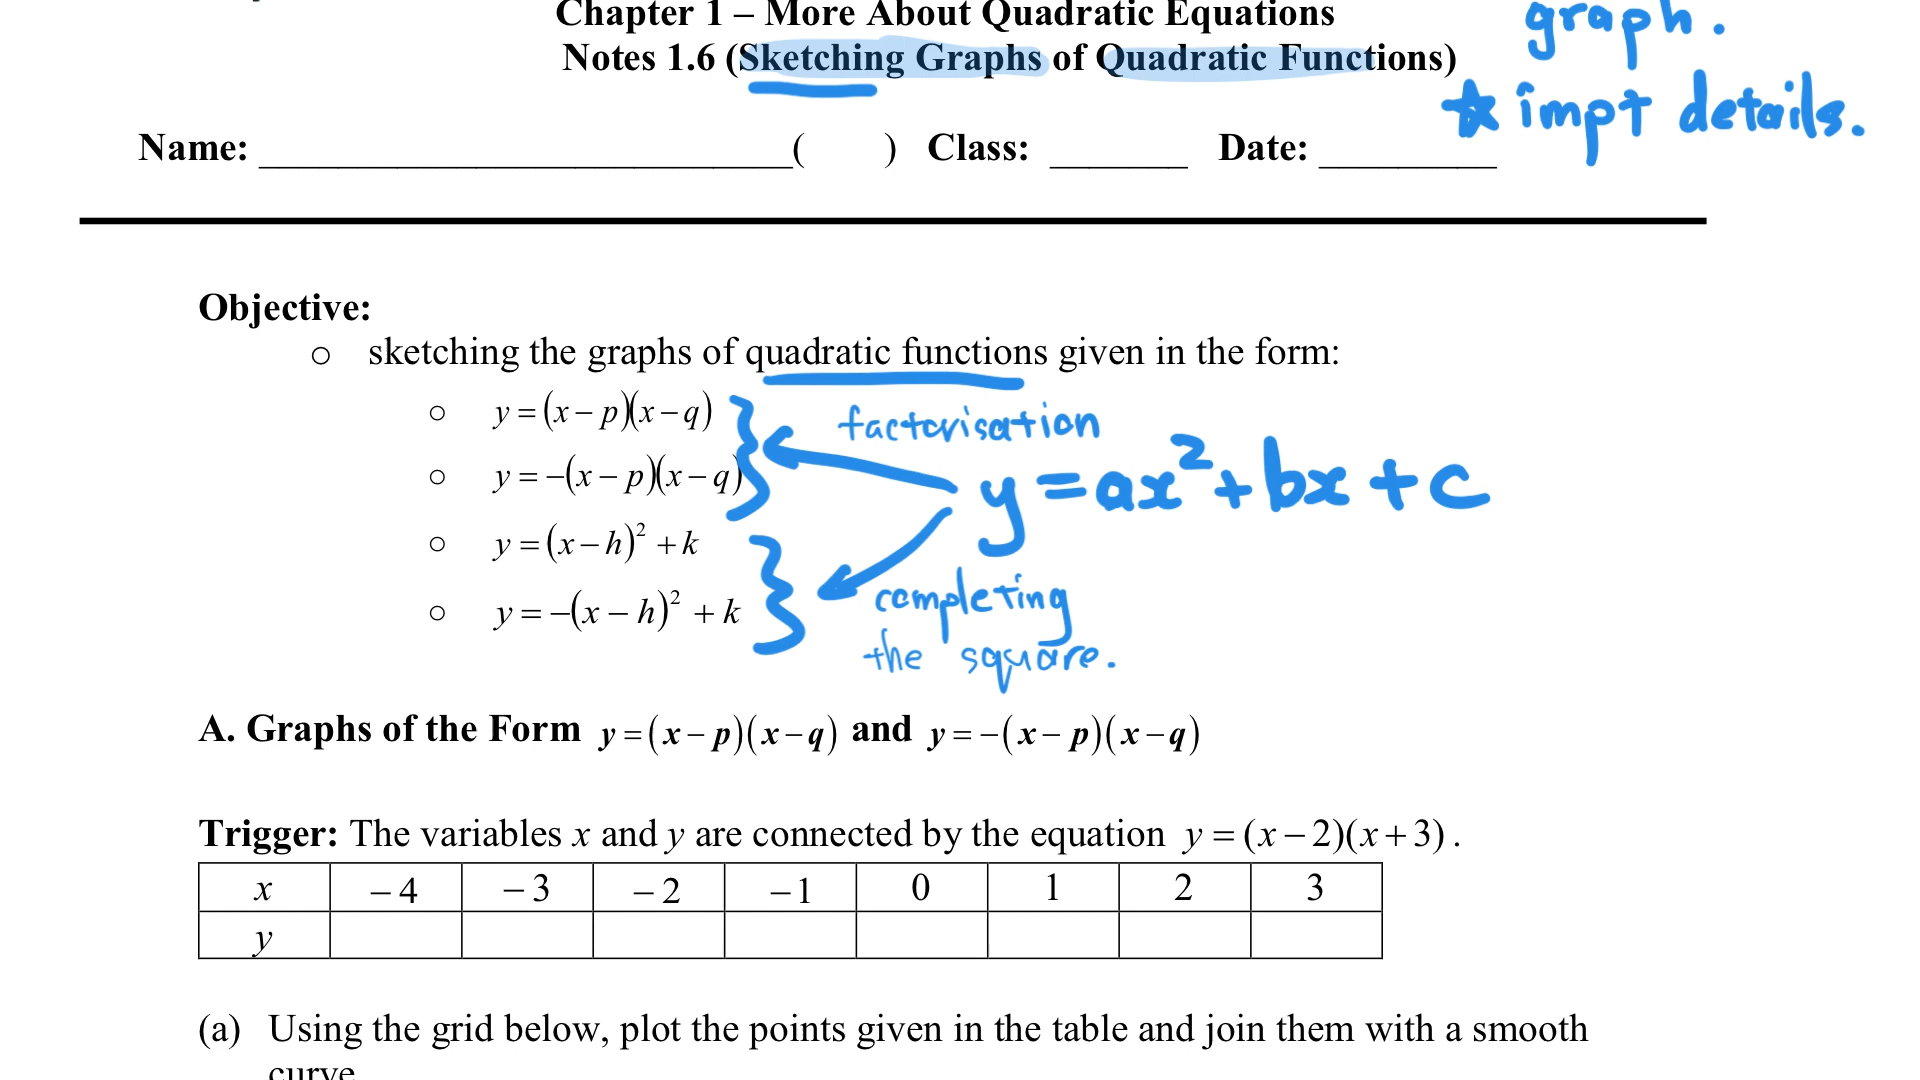 Chapter 1 – More About Quadratic Equations
graph.
Notes 1.6 (Sketching Graphs of Quadratic Functions)
☆ impt details.
Name: ___________________________( ) Class: _______ Date: _________
Objective:
○ sketching the graphs of quadratic functions given in the form:
○ y = (x − p)(x − q)
factorisation
○ y = −(x − p)(x − q)
y = ax² + bx + c
○ y = (x − h)² + k
○ y = −(x − h)² + k
completing
the square.
A. Graphs of the Form y = (x − p)(x − q) and y = −(x − p)(x − q)
Trigger: The variables x and y are connected by the equation y = (x − 2)(x + 3).
x − 4 − 3 − 2 − 1 0 1 2 3
y
(a) Using the grid below, plot the points given in the table and join them with a smooth
curve